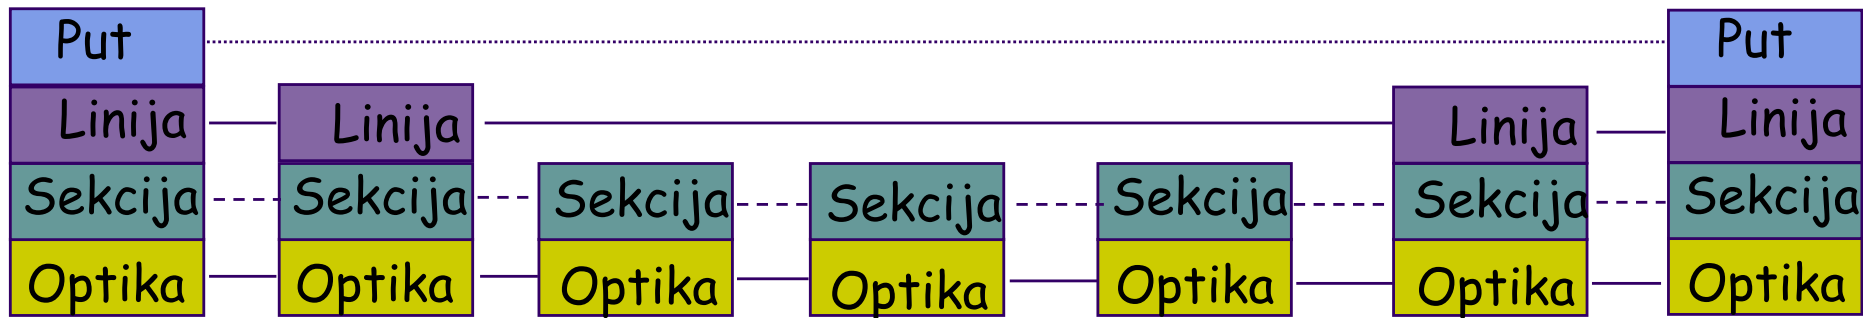 Put Put
Linija Linija Linija Linija
Sekcija Sekcija Sekcija Sekcija Sekcija Sekcija Sekcija
Optika Optika Optika Optika Optika Optika Optika